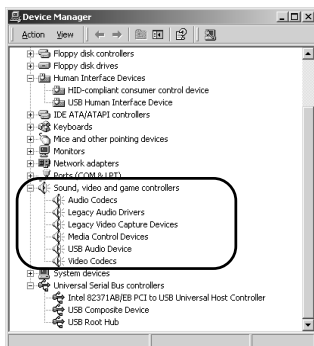 Device Manager
Action View
Floppy disk controllers
Floppy disk drives
Human Interface Devices
HID-compliant consumer control device
USB Human Interface Device
IDE ATA/ATAPI controllers
Keyboards
Mice and other pointing devices
Monitors
Network adapters
Ports (COM & LPT)
Sound, video and game controllers
Audio Codecs
Legacy Audio Drivers
Legacy Video Capture Devices
Media Control Devices
USB Audio Device
Video Codecs
System devices
Universal Serial Bus controllers
Intel 82371AB/EB PCI to USB Universal Host Controller
USB Composite Device
USB Root Hub